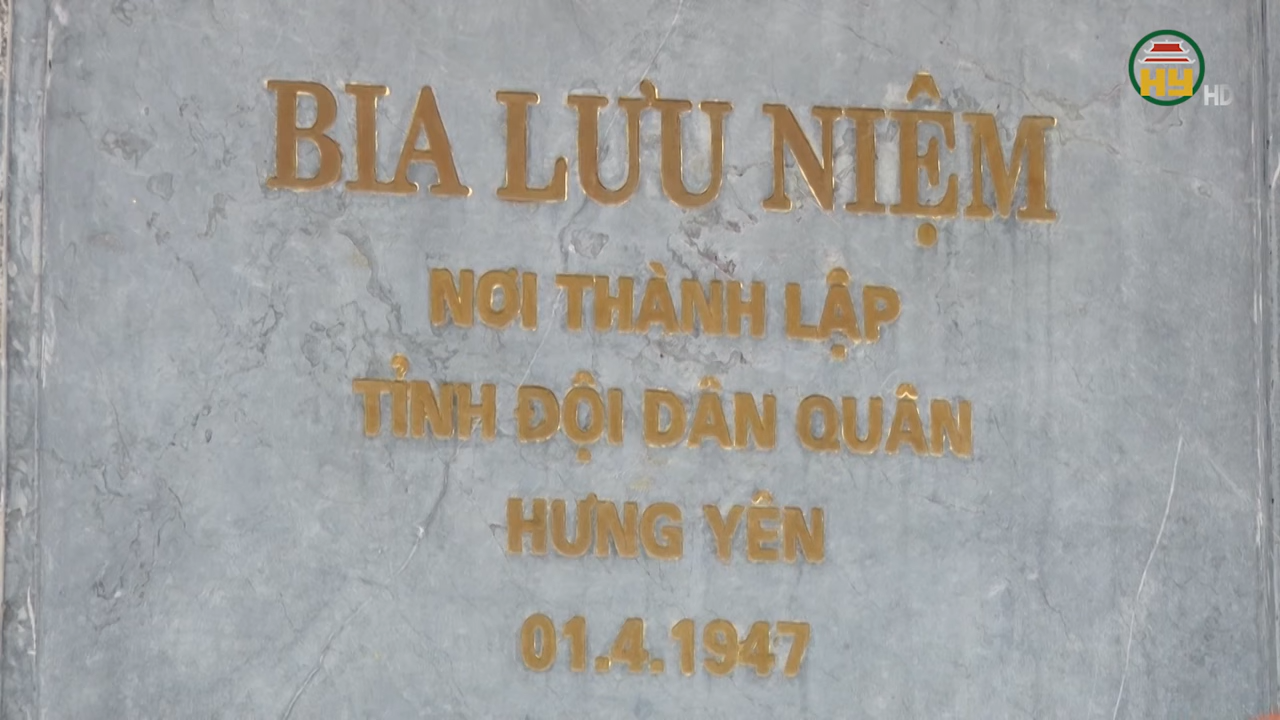 BIA LƯU NIỆM
NƠI THÀNH LẬP
TỈNH ĐỘI DÂN QUÂN
HƯNG YÊN
01.4.1947
HY HD